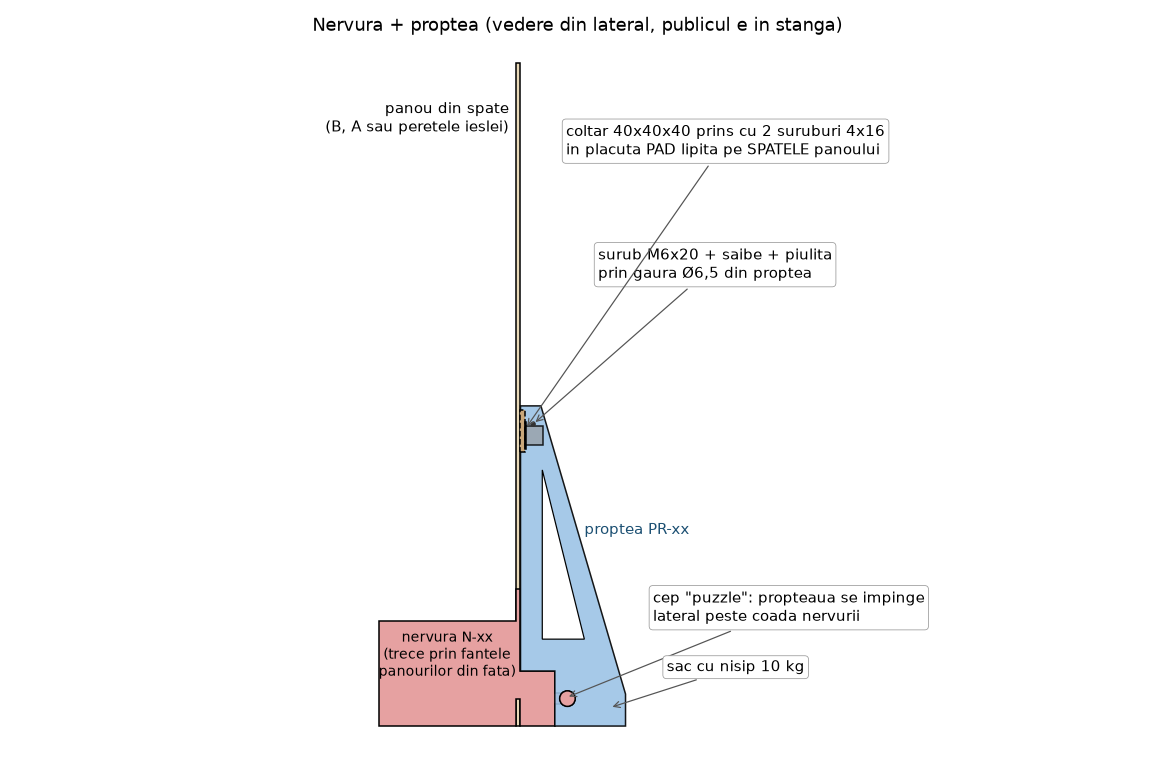 Nervura + proptea (vedere din lateral, publicul e in stanga)
panou din spate
(B, A sau peretele ieslei)
coltar 40x40x40 prins cu 2 suruburi 4x16
in placuta PAD lipita pe SPATELE panoului
surub M6x20 + saibe + piulita
prin gaura Ø6,5 din proptea
proptea PR-xx
cep "puzzle": propteaua se impinge
lateral peste coada nervurii
nervura N-xx
(trece prin fantele
panourilor din fata)
sac cu nisip 10 kg